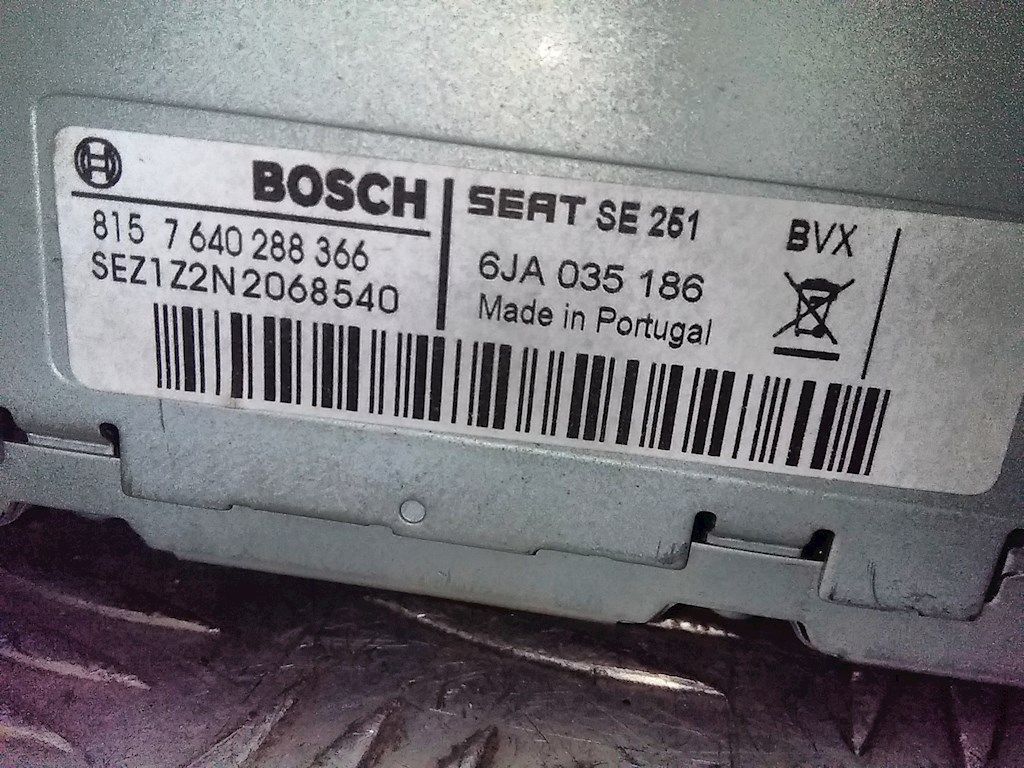 BOSCH
815 7 640 288 366
SEZ1Z2N2068540
SEAT SE 251 BVX
6JA 035 186
Made in Portugal